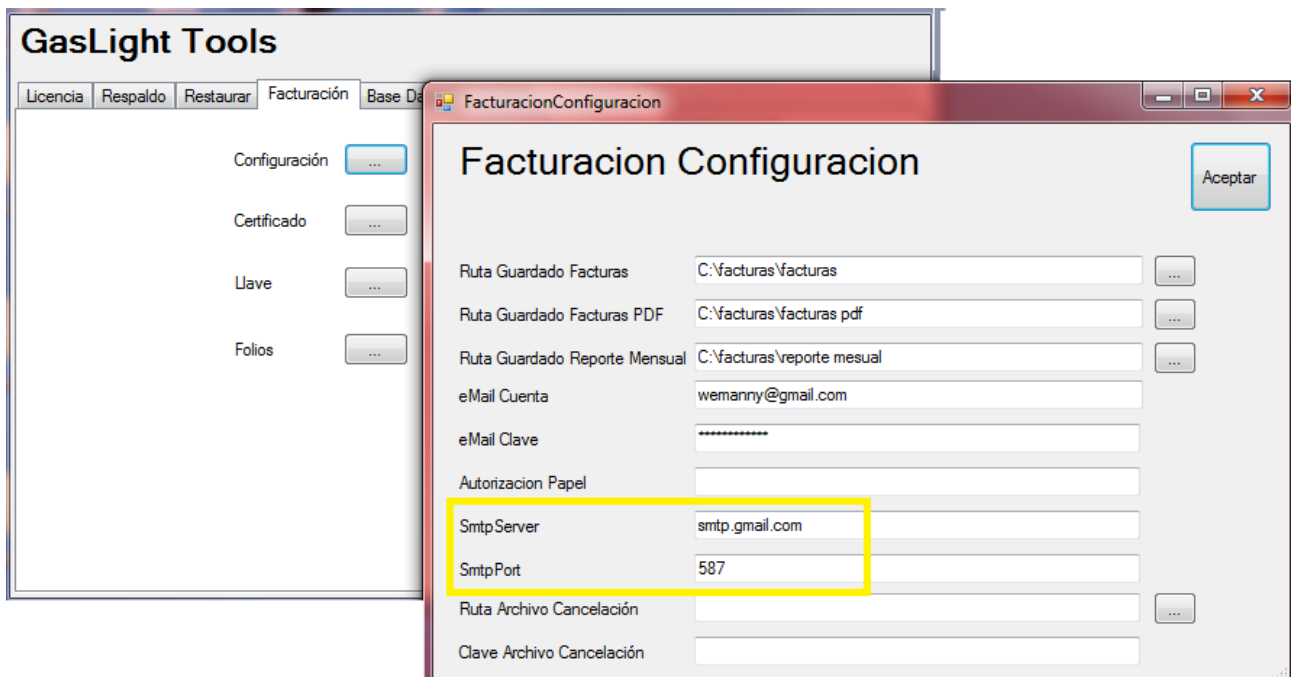 GasLight Tools
Licencia Respaldo Restaurar Facturación Base Da
Configuración ...
Certificado ...
Llave ...
Folios ...
FacturacionConfiguracion
Facturacion Configuracion
Aceptar
Ruta Guardado Facturas C:\facturas\facturas ...
Ruta Guardado Facturas PDF C:\facturas\facturas pdf ...
Ruta Guardado Reporte Mensual C:\facturas\reporte mesual ...
eMail Cuenta wemanny@gmail.com
eMail Clave ************
Autorizacion Papel
SmtpServer smtp.gmail.com
SmtpPort 587
Ruta Archivo Cancelación ...
Clave Archivo Cancelación